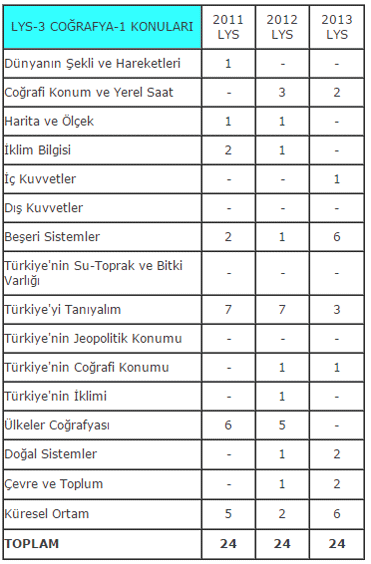 LYS-3 COĞRAFYA-1 KONULARI 2011 LYS 2012 LYS 2013 LYS
Dünyanın Şekli ve Hareketleri 1 - -
Coğrafi Konum ve Yerel Saat - 3 2
Harita ve Ölçek 1 1 -
İklim Bilgisi 2 1 -
İç Kuvvetler - - 1
Dış Kuvvetler - - -
Beşeri Sistemler 2 1 6
Türkiye'nin Su-Toprak ve Bitki
Varlığı - - -
Türkiye'yi Tanıyalım 7 7 3
Türkiye'nin Jeopolitik Konumu - - -
Türkiye'nin Coğrafi Konumu - 1 1
Türkiye'nin İklimi - 1 -
Ülkeler Coğrafyası 6 5 -
Doğal Sistemler - 1 2
Çevre ve Toplum - 1 2
Küresel Ortam 5 2 6
TOPLAM 24 24 24